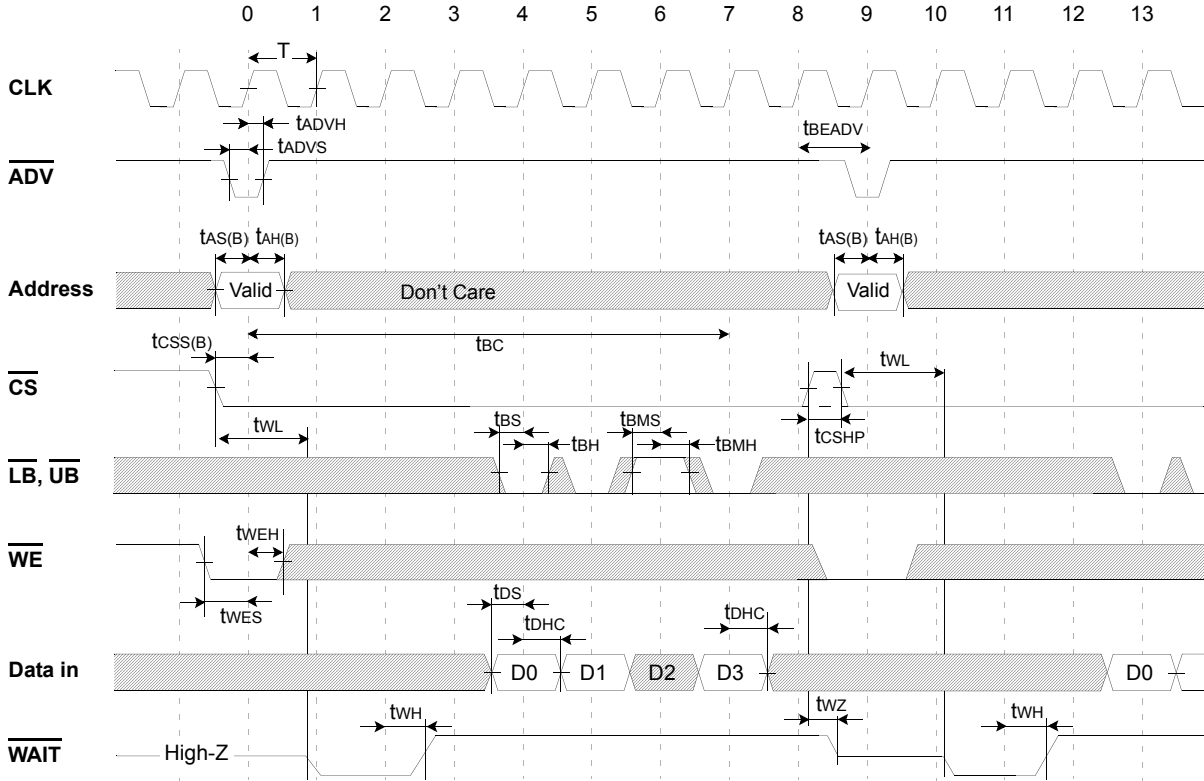 0 1 2 3 4 5 6 7 8 9 10 11 12 13
T
CLK
tADVH
tADVS
tBEADV
ADV
tAS(B) tAH(B) tAS(B) tAH(B)
Address Valid Don't Care Valid
tCSS(B) tBC tWL
CS
tWL tBS tBH tBMS tBMH tCSHP
LB, UB
tWEH
WE
tWES tDS tDHC tDHC
Data in D0 D1 D2 D3 D0
tWH tWZ tWH
WAIT High-Z